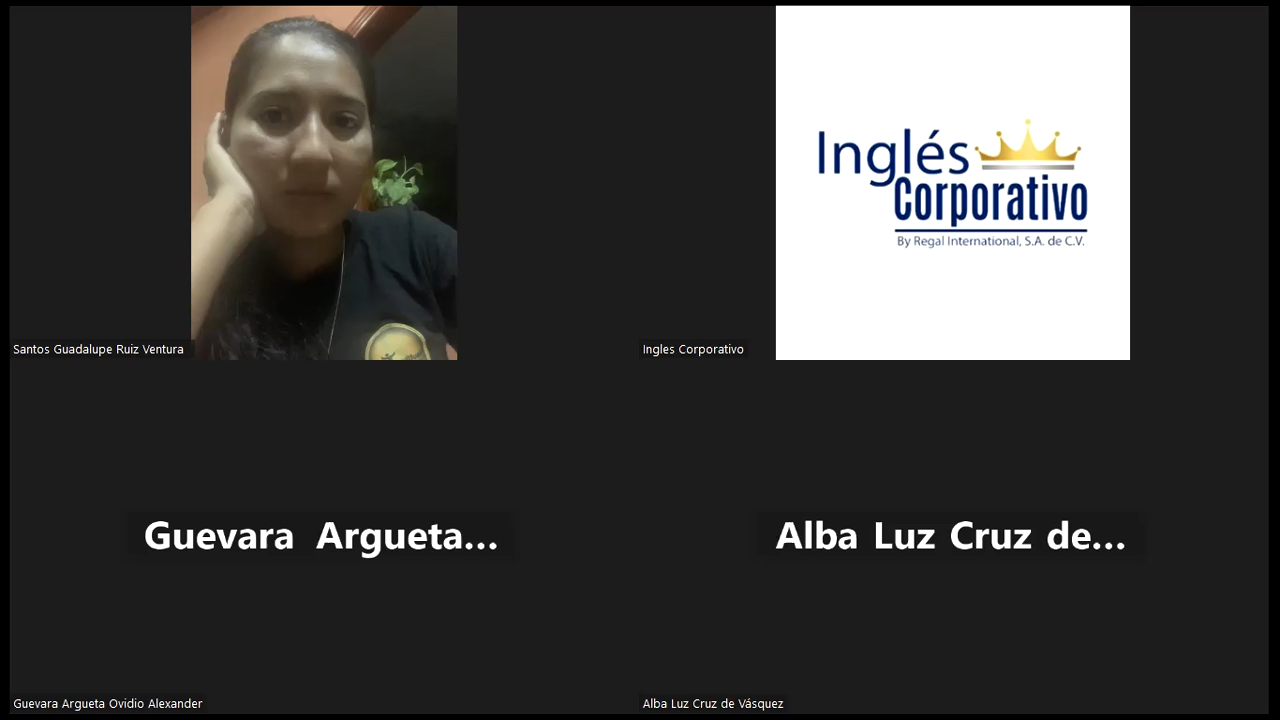 Inglés
Corporativo
By Regal International, S.A. de C.V.
Santos Guadalupe Ruiz Ventura
Ingles Corporativo
Guevara Argueta...
Alba Luz Cruz de...
Guevara Argueta Ovidio Alexander
Alba Luz Cruz de Vásquez